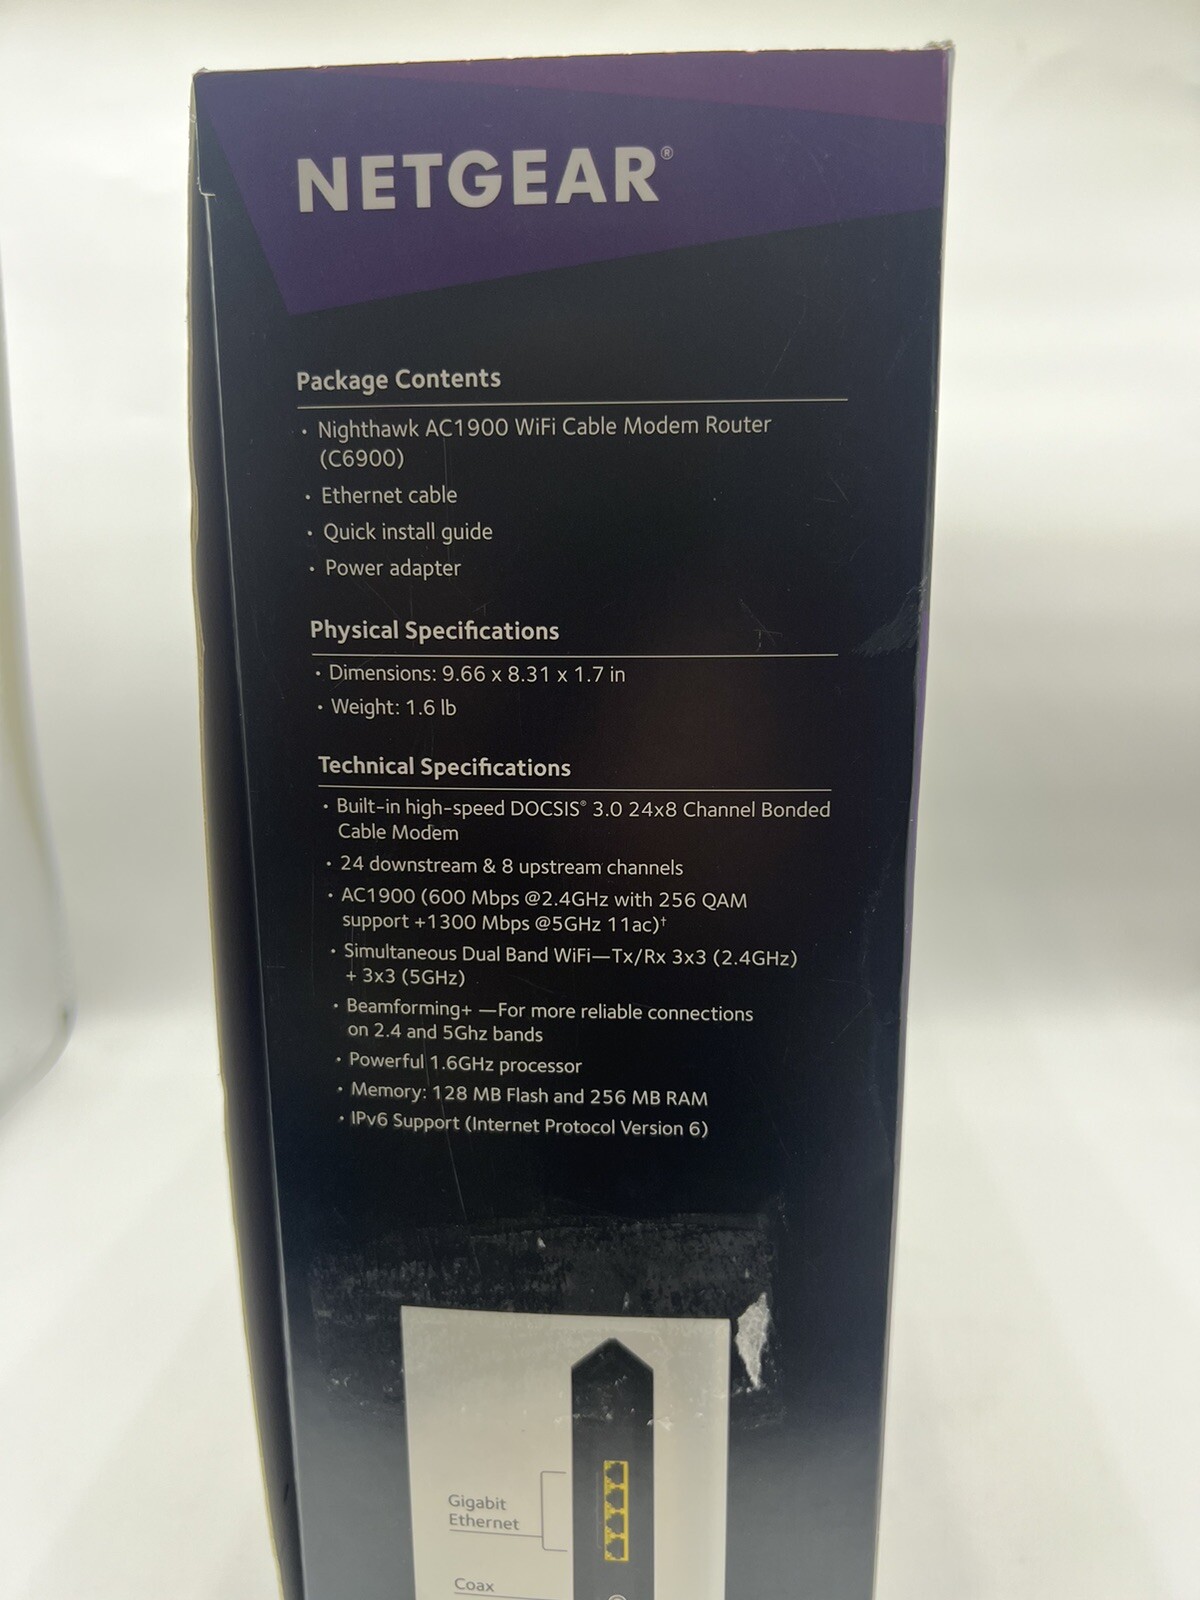 NETGEAR®
Package Contents
• Nighthawk AC1900 WiFi Cable Modem Router
(C6900)
• Ethernet cable
• Quick install guide
• Power adapter
Physical Specifications
• Dimensions: 9.66 x 8.31 x 1.7 in
• Weight: 1.6 lb
Technical Specifications
• Built-in high-speed DOCSIS® 3.0 24x8 Channel Bonded
Cable Modem
• 24 downstream & 8 upstream channels
• AC1900 (600 Mbps @2.4GHz with 256 QAM
support +1300 Mbps @5GHz 11ac)†
• Simultaneous Dual Band WiFi—Tx/Rx 3x3 (2.4GHz)
+ 3x3 (5GHz)
• Beamforming+ —For more reliable connections
on 2.4 and 5Ghz bands
• Powerful 1.6GHz processor
• Memory: 128 MB Flash and 256 MB RAM
• IPv6 Support (Internet Protocol Version 6)
Gigabit
Ethernet
Coax